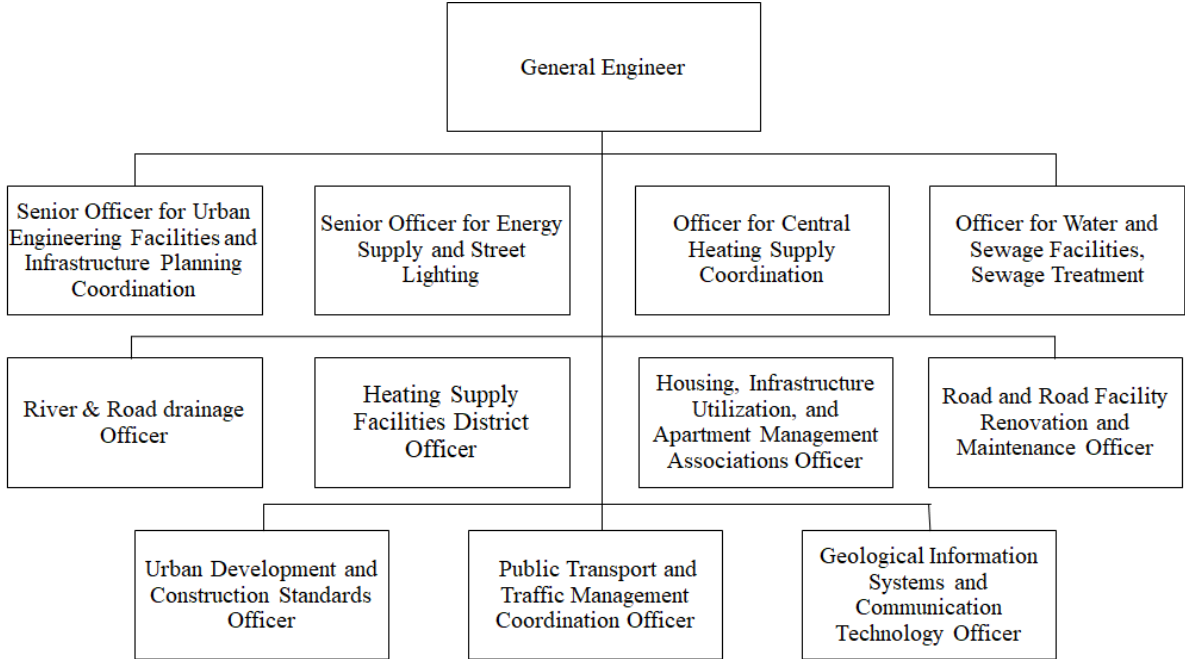 General Engineer
Senior Officer for Urban
Engineering Facilities and
Infrastructure Planning
Coordination
Senior Officer for Energy
Supply and Street
Lighting
Officer for Central
Heating Supply
Coordination
Officer for Water and
Sewage Facilities,
Sewage Treatment
River & Road drainage
Officer
Heating Supply
Facilities District
Officer
Housing, Infrastructure
Utilization, and
Apartment Management
Associations Officer
Road and Road Facility
Renovation and
Maintenance Officer
Urban Development and
Construction Standards
Officer
Public Transport and
Traffic Management
Coordination Officer
Geological Information
Systems and
Communication
Technology Officer